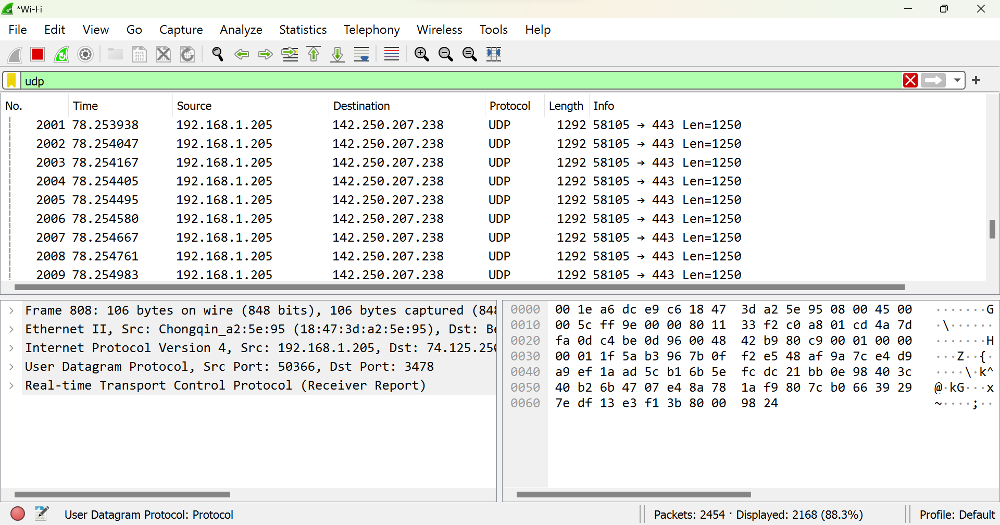 *Wi-Fi
File Edit View Go Capture Analyze Statistics Telephony Wireless Tools Help
udp
No. Time Source Destination Protocol Length Info
2001 78.253938 192.168.1.205 142.250.207.238 UDP 1292 58105 → 443 Len=1250
2002 78.254047 192.168.1.205 142.250.207.238 UDP 1292 58105 → 443 Len=1250
2003 78.254167 192.168.1.205 142.250.207.238 UDP 1292 58105 → 443 Len=1250
2004 78.254405 192.168.1.205 142.250.207.238 UDP 1292 58105 → 443 Len=1250
2005 78.254495 192.168.1.205 142.250.207.238 UDP 1292 58105 → 443 Len=1250
2006 78.254580 192.168.1.205 142.250.207.238 UDP 1292 58105 → 443 Len=1250
2007 78.254667 192.168.1.205 142.250.207.238 UDP 1292 58105 → 443 Len=1250
2008 78.254761 192.168.1.205 142.250.207.238 UDP 1292 58105 → 443 Len=1250
2009 78.254983 192.168.1.205 142.250.207.238 UDP 1292 58105 → 443 Len=1250
Frame 808: 106 bytes on wire (848 bits), 106 bytes captured (84
Ethernet II, Src: Chongqin_a2:5e:95 (18:47:3d:a2:5e:95), Dst: B
Internet Protocol Version 4, Src: 192.168.1.205, Dst: 74.125.25
User Datagram Protocol, Src Port: 50366, Dst Port: 3478
Real-time Transport Control Protocol (Receiver Report)
0000 00 1e a6 dc e9 c6 18 47 3d a2 5e 95 08 00 45 00 ·······G
0010 00 5c ff 9e 00 00 80 11 33 f2 c0 a8 01 cd 4a 7d ·\······
0020 fa 0d c4 be 0d 96 00 48 42 b9 80 c9 00 01 00 00 ·······H
0030 00 01 1f 5a b3 96 7b 0f f2 e5 48 af 9a 7c e4 d9 ···Z··{·
0040 a9 ef 1a ad 5c b1 6b 5e fc dc 21 bb 0e 98 40 3c ····\·k^
0050 40 b2 6b 47 07 e4 8a 78 1a f9 80 7c b0 66 39 29 @·kG···x
0060 7e df 13 e3 f1 3b 80 00 98 24 ~····;··
User Datagram Protocol: Protocol
Packets: 2454 · Displayed: 2168 (88.3%)
Profile: Default